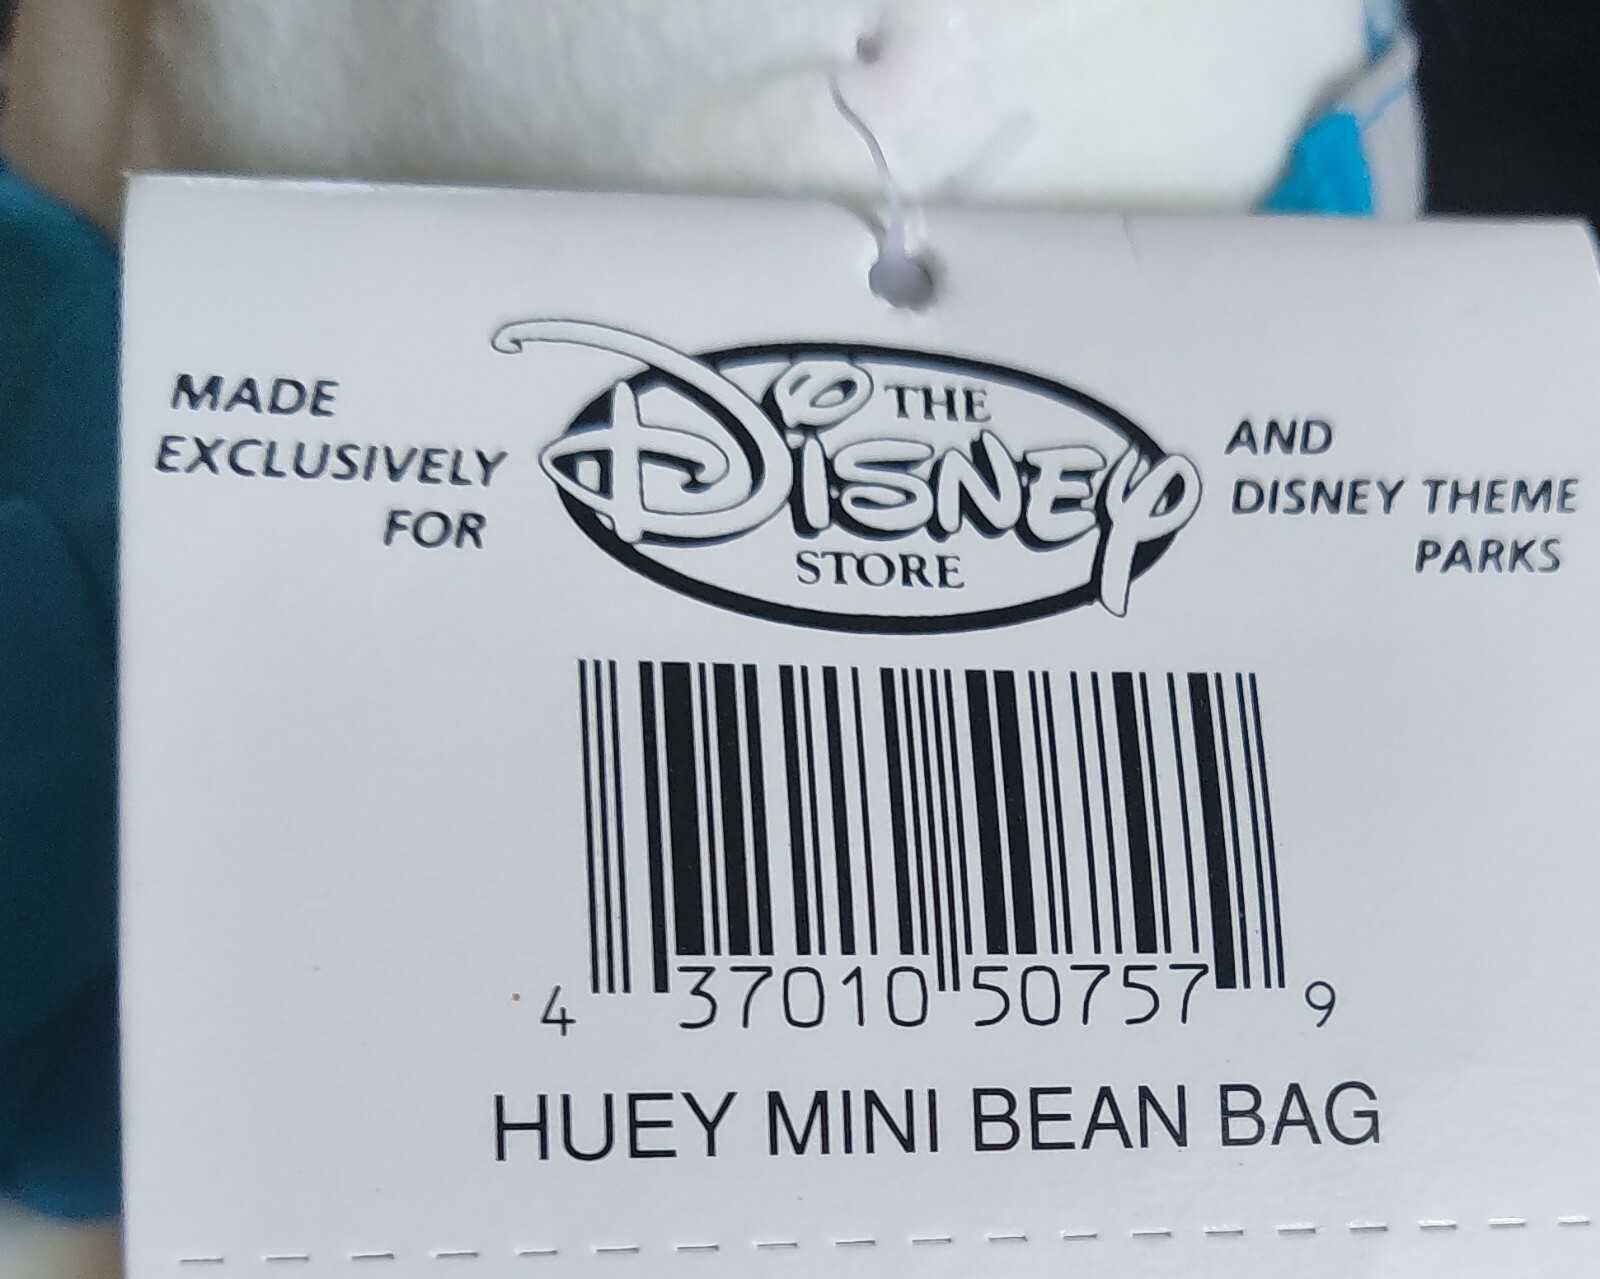 MADE
EXCLUSIVELY
FOR
THE
DISNEY
STORE
AND
DISNEY THEME
PARKS
4 37010 50757 9
HUEY MINI BEAN BAG